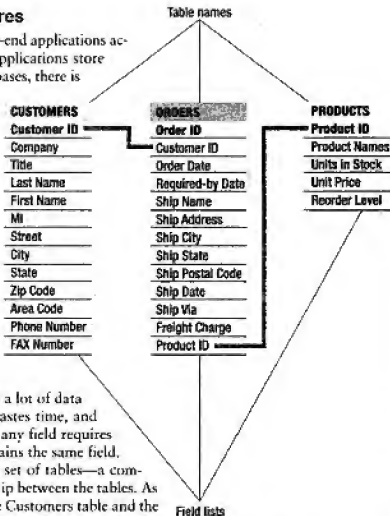 res
Table names
-end applications ac-
pplications store
bases, there is
CUSTOMERS
Customer ID
Company
Title
Last Name
First Name
MI
Street
City
State
Zip Code
Area Code
Phone Number
FAX Number
ORDERS
Order ID
Customer ID
Order Date
Required-by Date
Ship Name
Ship Address
Ship City
Ship State
Ship Postal Code
Ship Date
Ship Via
Freight Charge
Product ID
PRODUCTS
Product ID
Product Names
Units in Stock
Unit Price
Reorder Level
a lot of data
astes time, and
any field requires
ains the same field.
set of tables—a com-
ip between the tables. As
e Customers table and the
Field lists